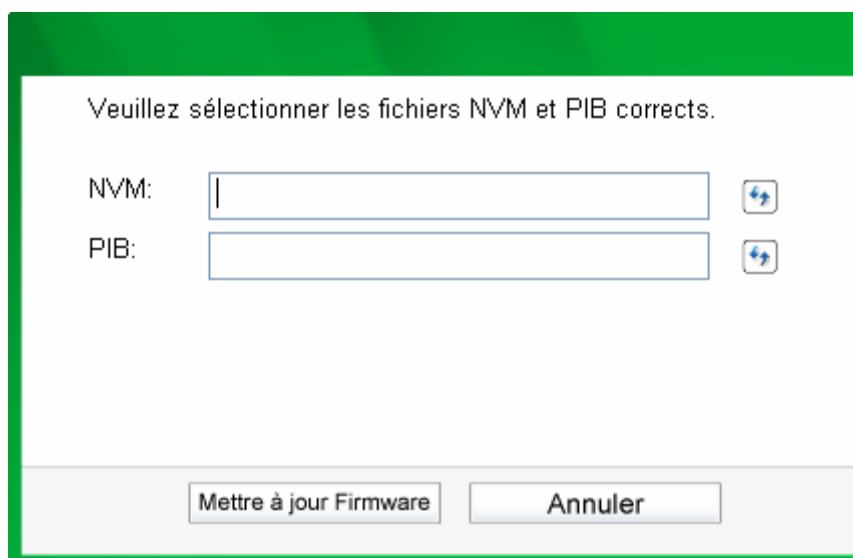 Veuillez sélectionner les fichiers NVM et PIB corrects.
NVM:
PIB:
Mettre à jour Firmware
Annuler